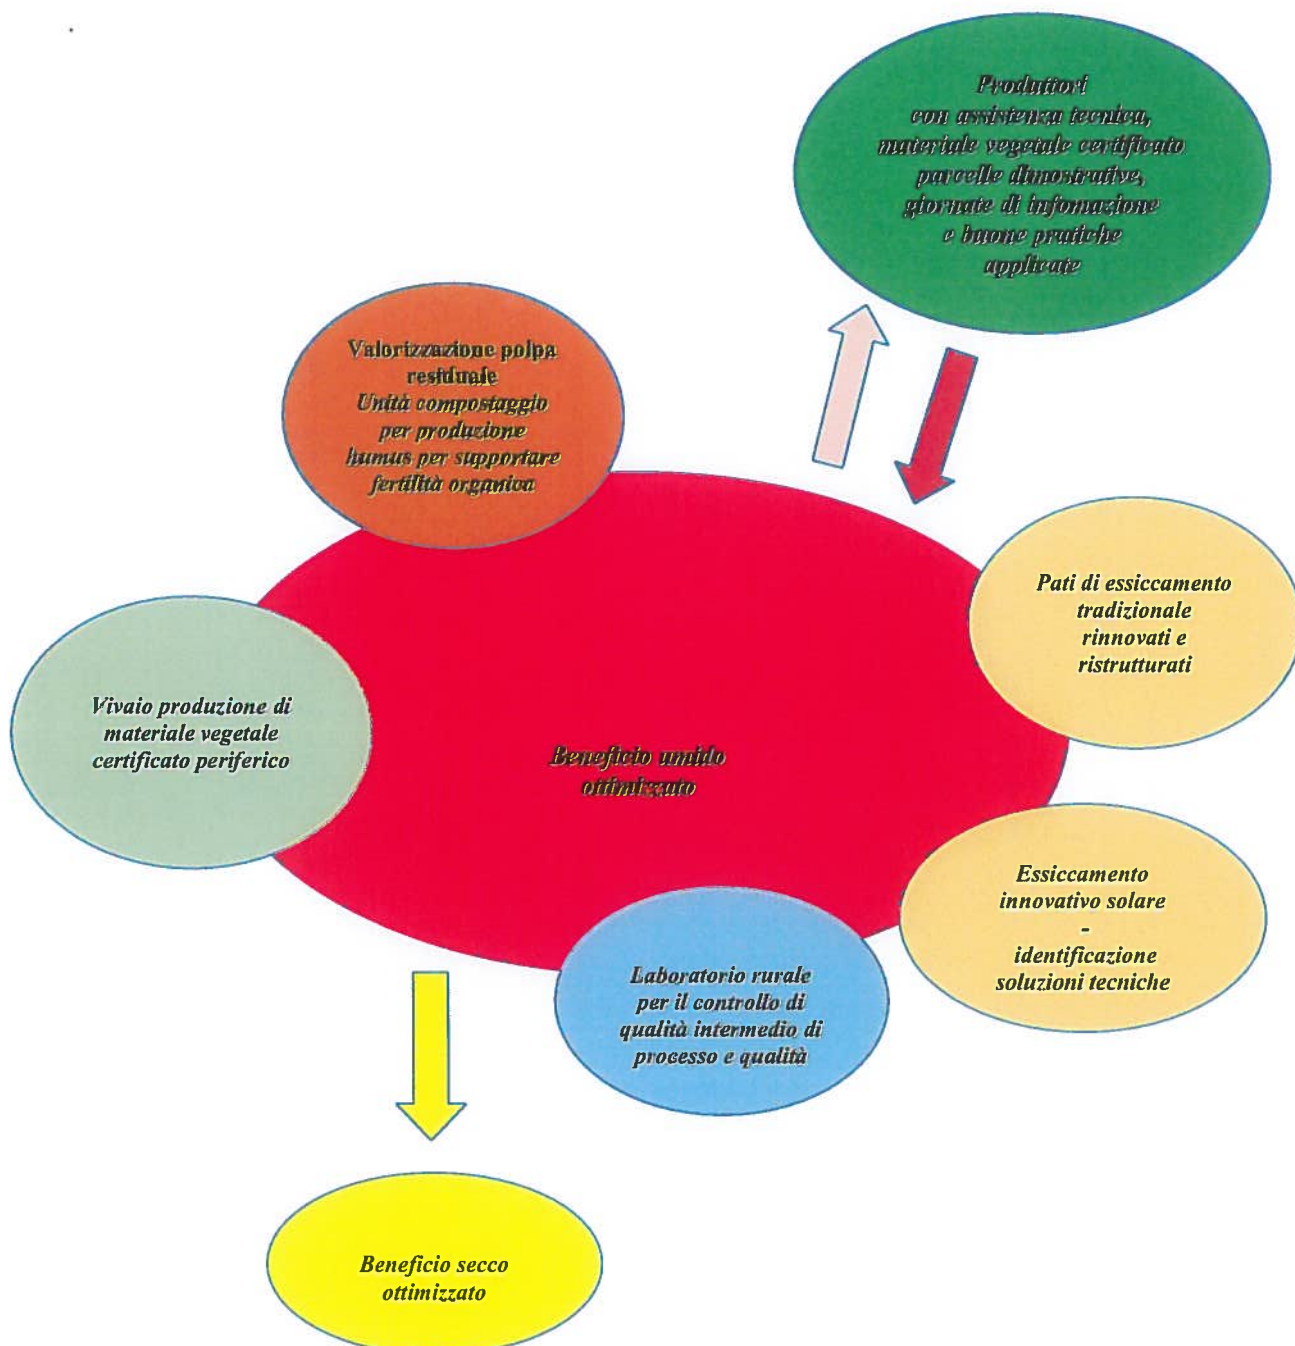 Produttori
con assistenza tecnica,
materiale vegetale certificato
parcelle dimostrative,
giornate di infomazione
e buone pratiche
applicate
Valorizzazione polpa
residuale
Unità compostaggio
per produzione
humus per supportare
fertilità organica
Pati di essiccamento
tradizionale
rinnovati e
ristrutturati
Vivaio produzione di
materiale vegetale
certificato periferico
Beneficio umido
ottimizzato
Essiccamento
innovativo solare
-
identificazione
soluzioni tecniche
Laboratorio rurale
per il controllo di
qualità intermedio di
processo e qualità
Beneficio secco
ottimizzato